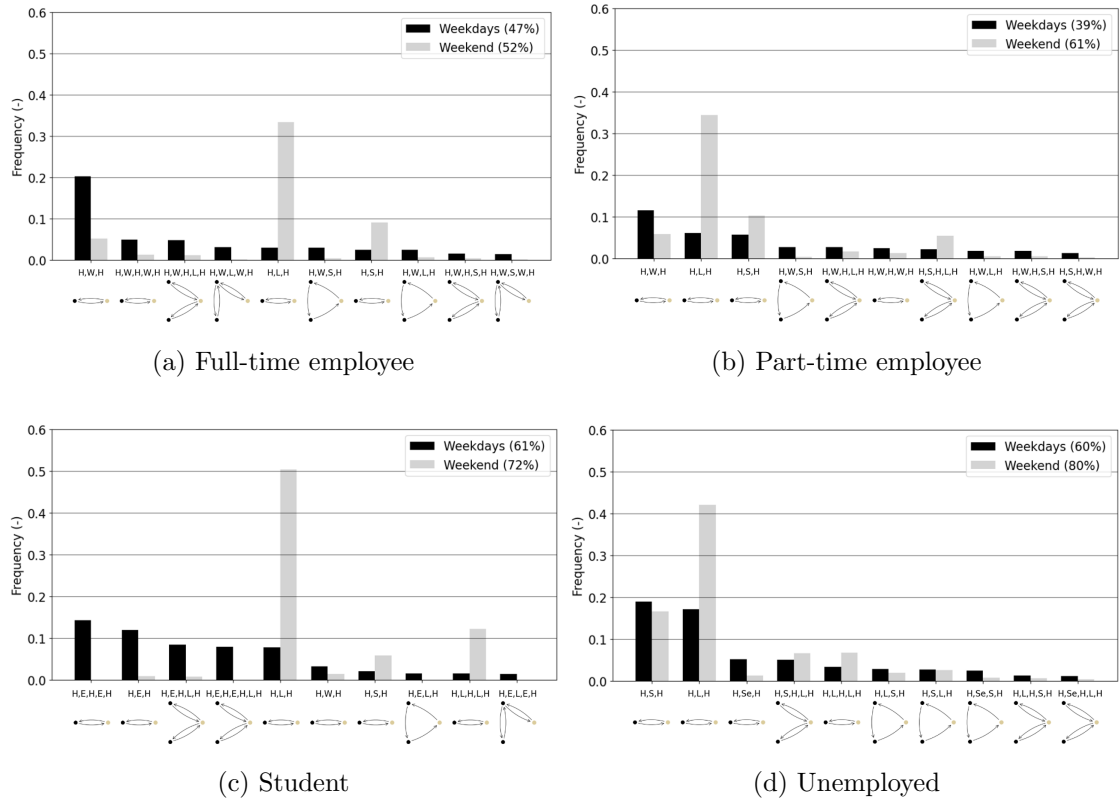 0.6
0.5
0.4
0.3
0.2
0.1
0.0
Frequency (-)
Weekdays (47%)
Weekend (52%)
H,W,H H,W,H,W,H H,W,H,L,H H,W,L,W,H H,L,H H,W,S,H H,S,H H,W,L,H H,W,H,S,H H,W,S,W,H
(a) Full-time employee
0.6
0.5
0.4
0.3
0.2
0.1
0.0
Frequency (-)
Weekdays (39%)
Weekend (61%)
H,W,H H,L,H H,S,H H,W,S,H H,W,H,L,H H,W,H,W,H H,S,H,L,H H,W,L,H H,W,H,S,H H,S,H,W,H
(b) Part-time employee
0.6
0.5
0.4
0.3
0.2
0.1
0.0
Frequency (-)
Weekdays (61%)
Weekend (72%)
H,E,H,E,H H,E,H H,E,H,L,H H,E,H,E,H,L,H H,L,H H,W,H H,S,H H,E,L,H H,L,H,L,H H,E,L,E,H
(c) Student
0.6
0.5
0.4
0.3
0.2
0.1
0.0
Frequency (-)
Weekdays (60%)
Weekend (80%)
H,S,H H,L,H H,Se,H H,S,H,L,H H,L,H,L,H H,L,S,H H,S,L,H H,Se,S,H H,L,H,S,H H,Se,H,L,H
(d) Unemployed